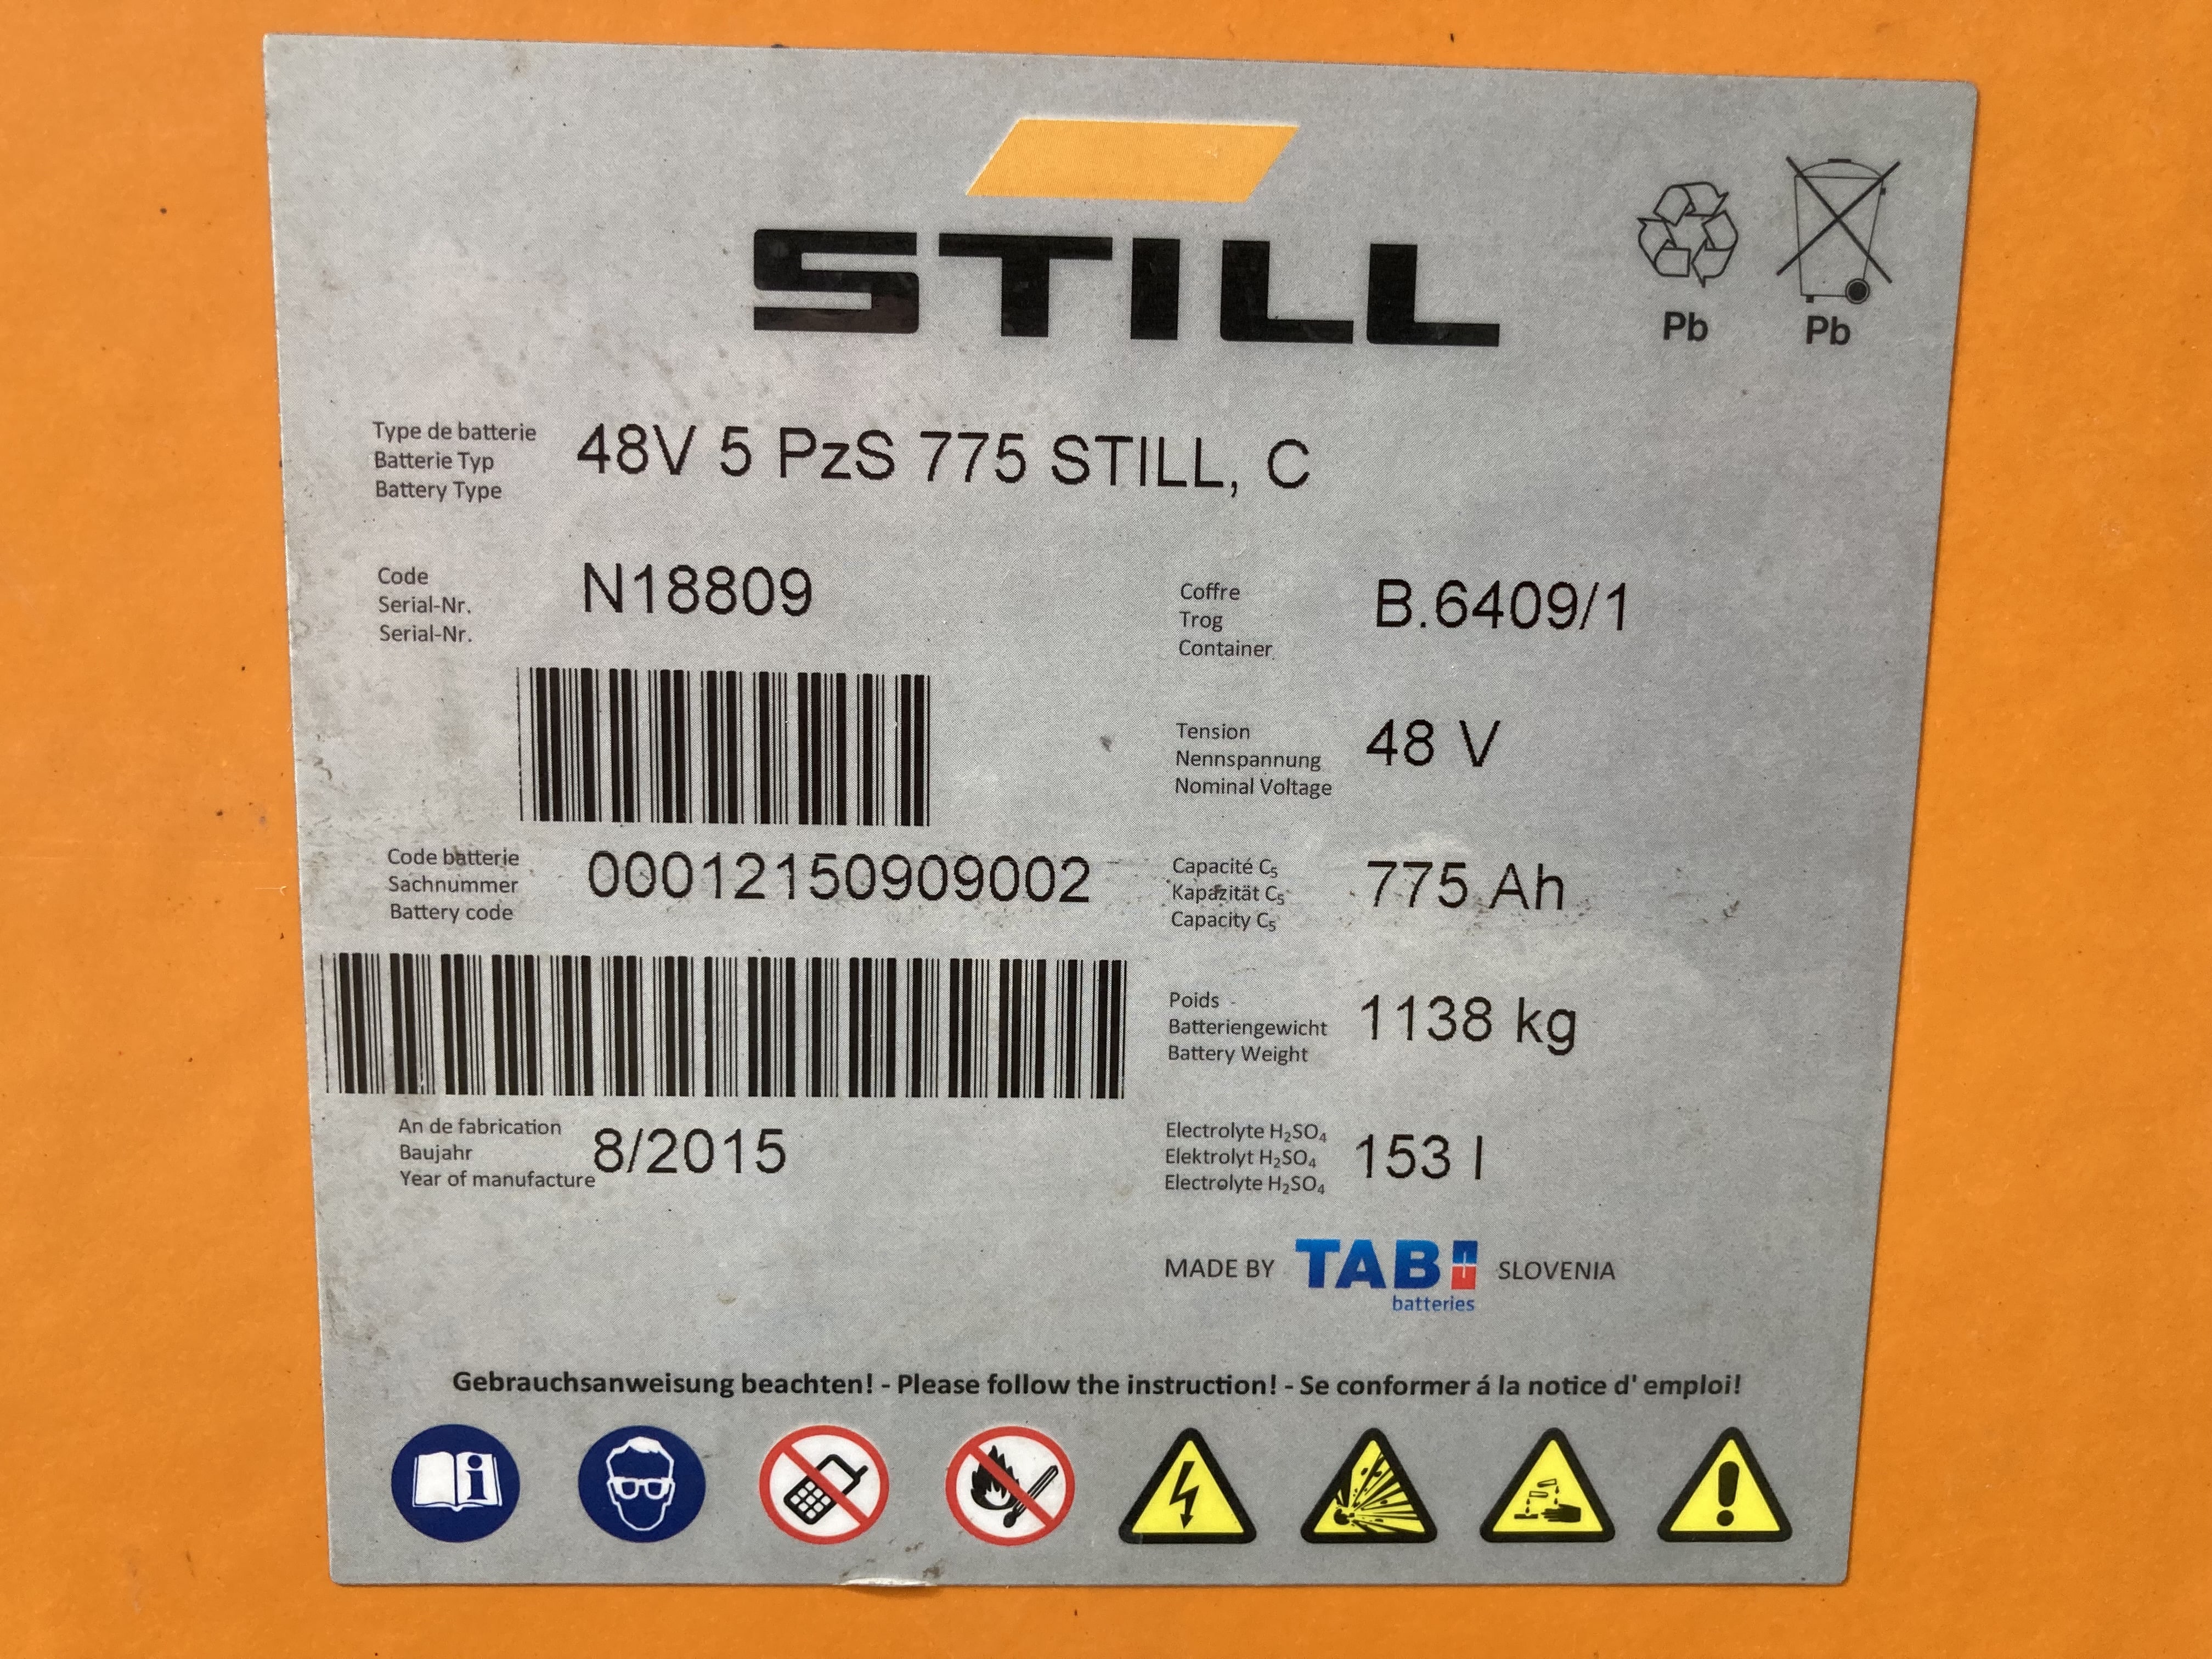 STILL
Pb Pb
Type de batterie
Batterie Typ
Battery Type
48V 5 PzS 775 STILL, C
Code
Serial-Nr.
Serial-Nr.
N18809
Coffre
Trog
Container
B.6409/1
Tension
Nennspannung
Nominal Voltage
48 V
Code batterie
Sachnummer
Battery code
00012150909002
Capacité C₅
Kapazität C₅
Capacity C₅
775 Ah
Poids
Batteriengewicht
Battery Weight
1138 kg
An de fabrication
Baujahr
Year of manufacture
8/2015
Electrolyte H₂SO₄
Elektrolyt H₂SO₄
Electrolyte H₂SO₄
153 l
MADE BY TAB batteries SLOVENIA
Gebrauchsanweisung beachten! - Please follow the instruction! - Se conformer á la notice d' emploi!